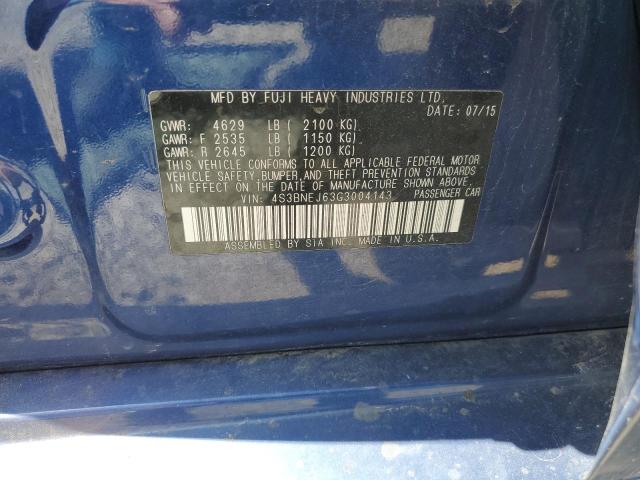 MFD BY FUJI HEAVY INDUSTRIES LTD.
DATE: 07/15
GVWR: 4629 LB ( 2100 KG)
GAWR: F 2535 LB ( 1150 KG)
GAWR: R 2645 LB ( 1200 KG)
THIS VEHICLE CONFORMS TO ALL APPLICABLE FEDERAL MOTOR
VEHICLE SAFETY, BUMPER, AND THEFT PREVENTION STANDARDS
IN EFFECT ON THE DATE OF MANUFACTURE SHOWN ABOVE.
VIN: 4S3BNEJ63G3004143 PASSENGER CAR
ASSEMBLED BY SIA INC. MADE IN U.S.A.